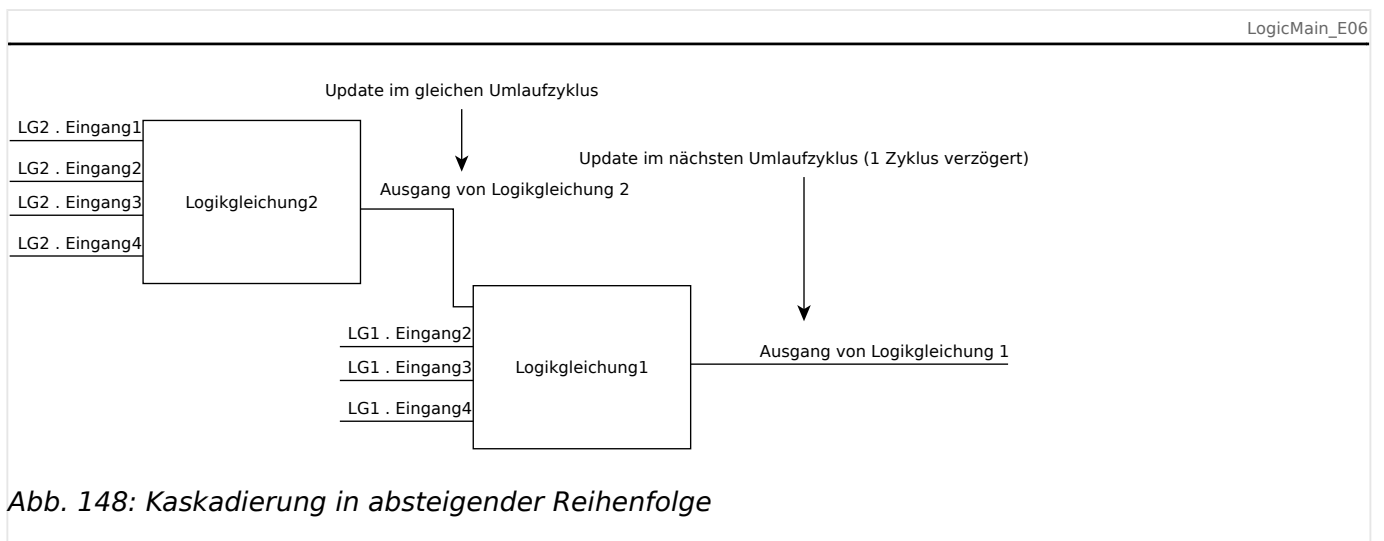 LogicMain_E06
Update im gleichen Umlaufzyklus
LG2 . Eingang1
Update im nächsten Umlaufzyklus (1 Zyklus verzögert)
LG2 . Eingang2
Ausgang von Logikgleichung 2
LG2 . Eingang3
Logikgleichung2
LG2 . Eingang4
LG1 . Eingang2
Ausgang von Logikgleichung 1
LG1 . Eingang3
Logikgleichung1
LG1 . Eingang4
Abb. 148: Kaskadierung in absteigender Reihenfolge